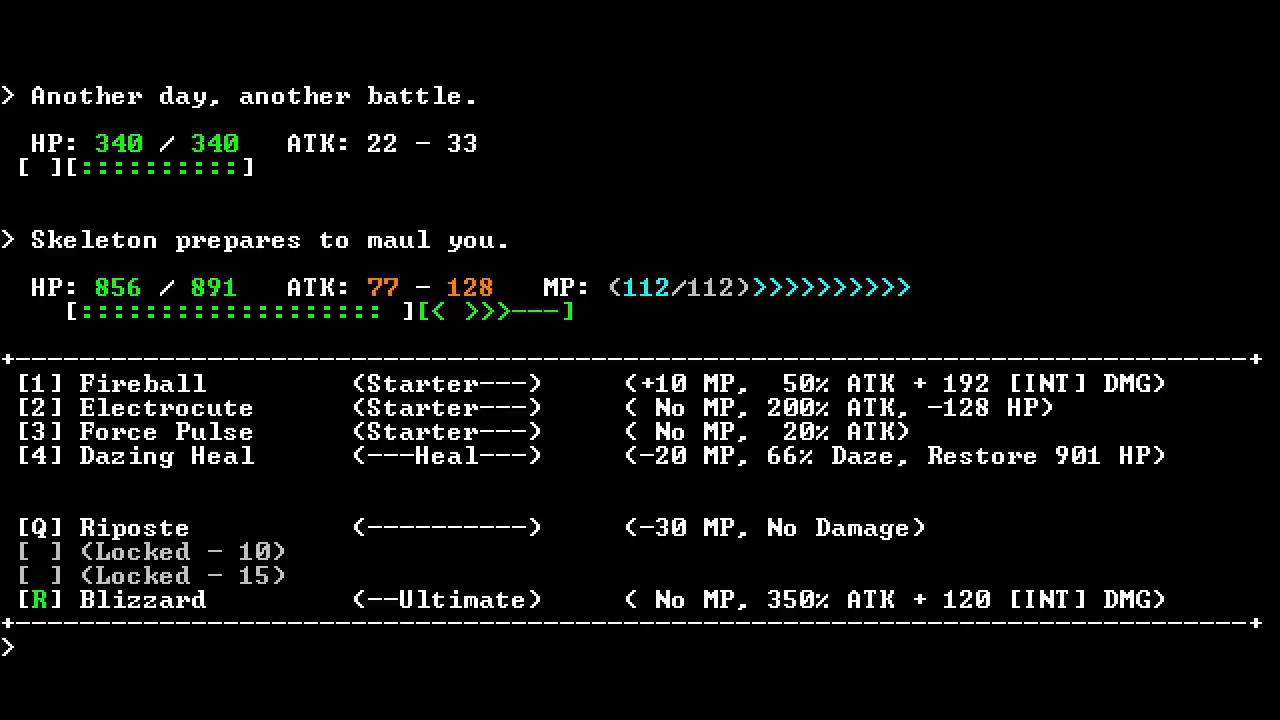 > Another day, another battle.
HP: 340 / 340   ATK: 22 - 33
[ ][::::::::::]
> Skeleton prepares to maul you.
HP: 856 / 891   ATK: 77 - 128   MP: (112/112)>>>>>>>>>>
[::::::::::::::::::: ][< >>>---]
+------------------------------------------------------------------------------+
[1] Fireball         (Starter---)     (+10 MP,  50% ATK + 192 [INT] DMG)
[2] Electrocute      (Starter---)     ( No MP, 200% ATK, -128 HP)
[3] Force Pulse      (Starter---)     ( No MP,  20% ATK)
[4] Dazing Heal      (---Heal---)     (-20 MP, 66% Daze, Restore 901 HP)
[Q] Riposte          (----------)     (-30 MP, No Damage)
[ ] (Locked - 10)
[ ] (Locked - 15)
[R] Blizzard         (--Ultimate)     ( No MP, 350% ATK + 120 [INT] DMG)
+------------------------------------------------------------------------------+
>